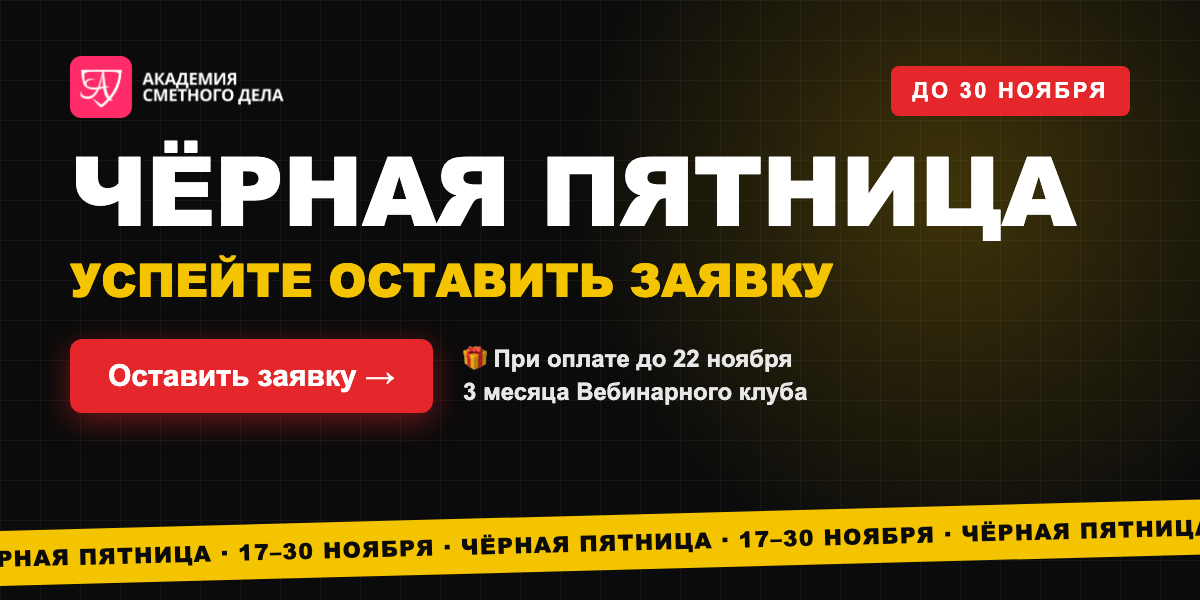 АКАДЕМИЯ
СМЕТНОГО ДЕЛА
ДО 30 НОЯБРЯ
ЧЁРНАЯ ПЯТНИЦА
УСПЕЙТЕ ОСТАВИТЬ ЗАЯВКУ
Оставить заявку →
🎁 При оплате до 22 ноября
3 месяца Вебинарного клуба
РНАЯ ПЯТНИЦА · 17–30 НОЯБРЯ · ЧЁРНАЯ ПЯТНИЦА · 17–30 НОЯБРЯ · ЧЁРНАЯ ПЯТНИЦА